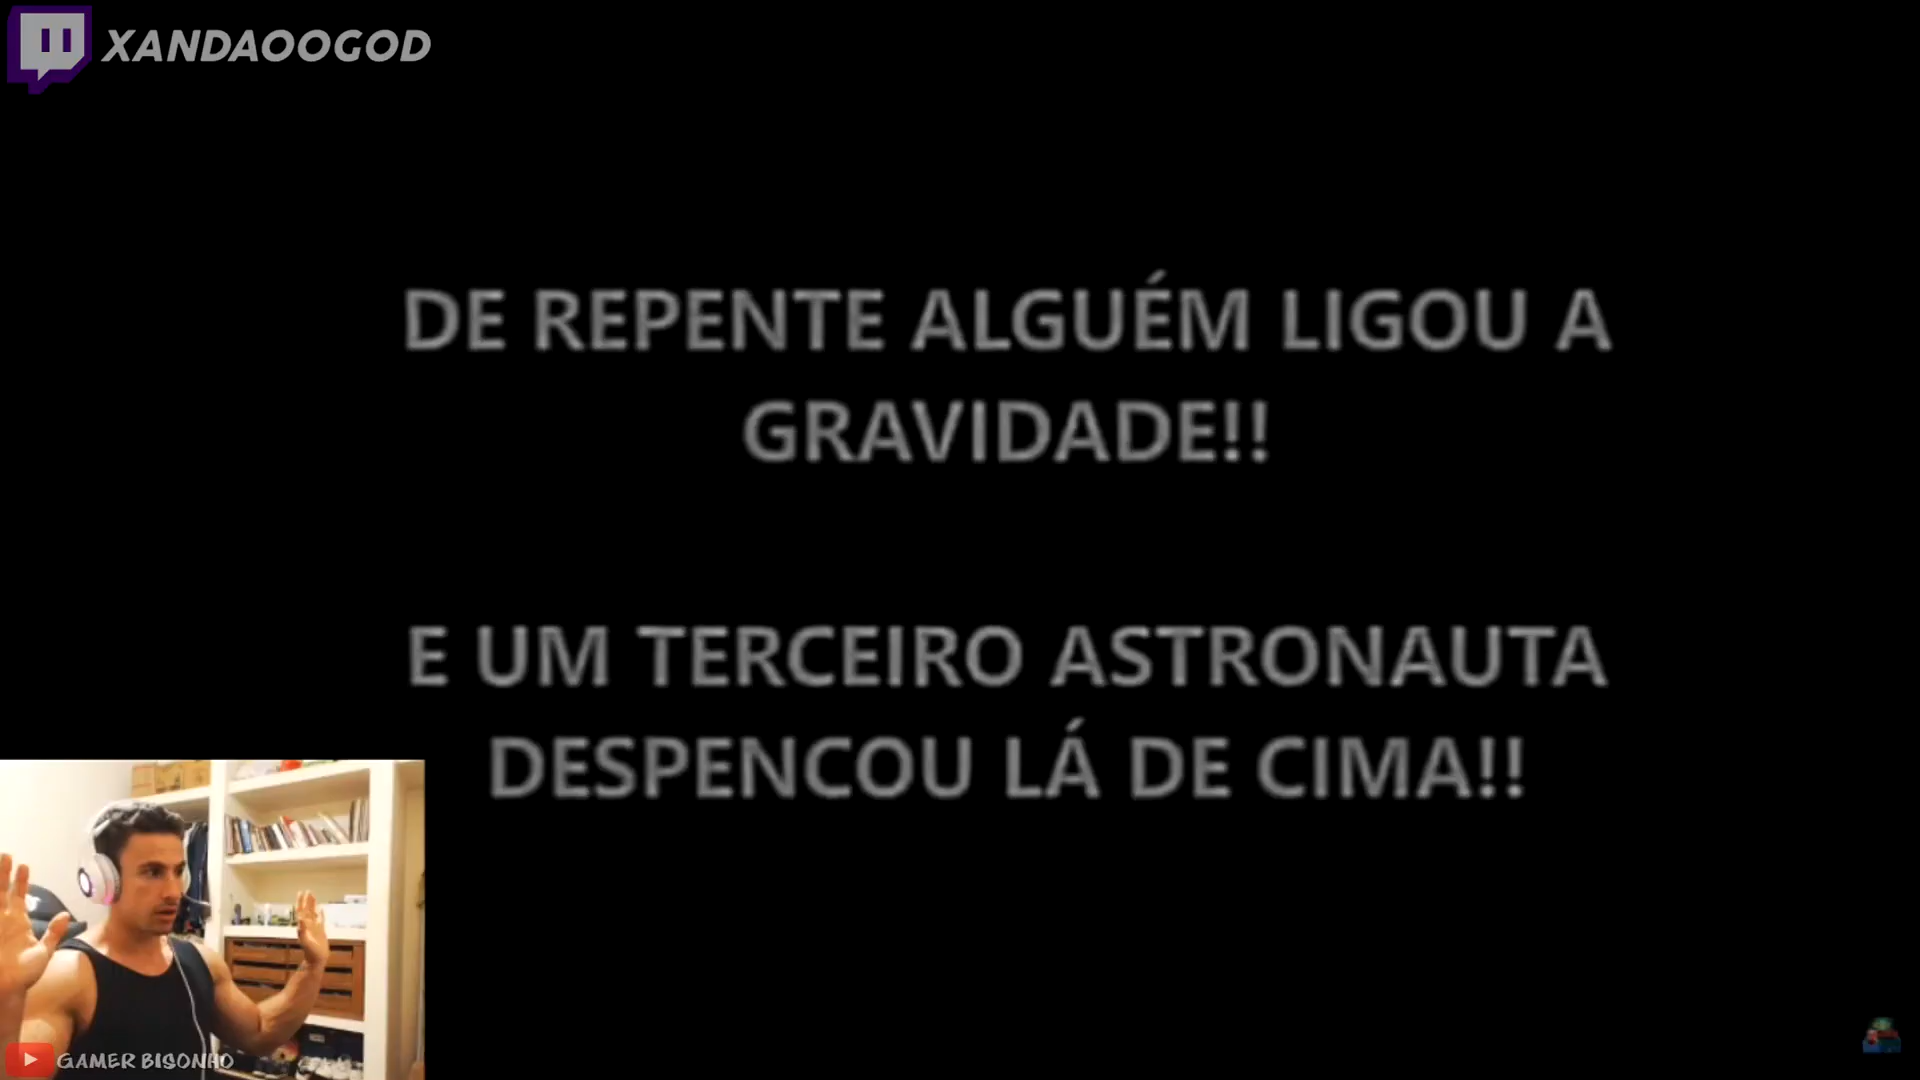 XANDAOOGOD
DE REPENTE ALGUÉM LIGOU A
GRAVIDADE!!
E UM TERCEIRO ASTRONAUTA
DESPENCOU LÁ DE CIMA!!
GAMER BISONHO